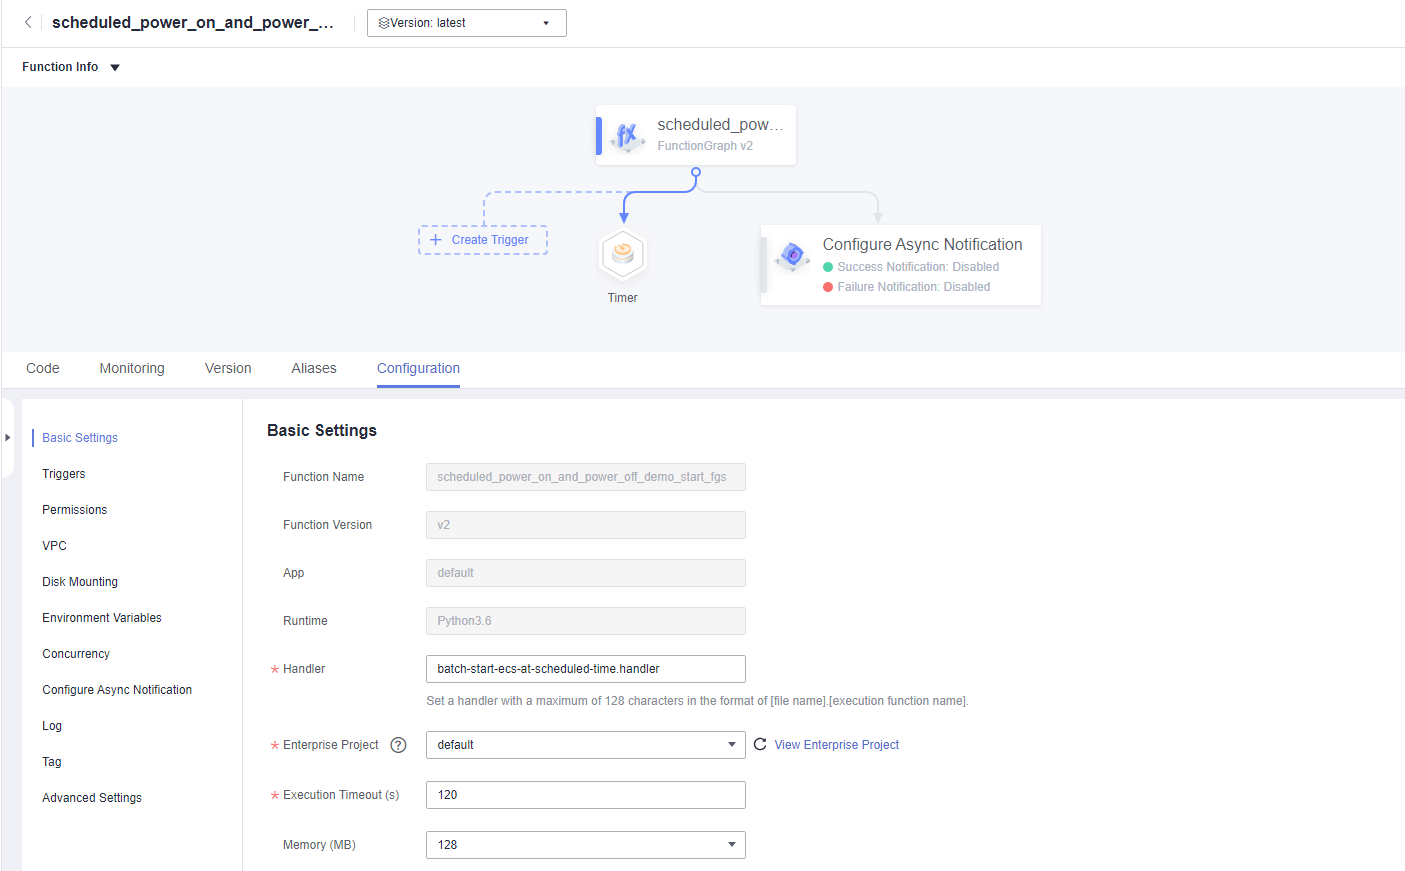 scheduled_power_on_and_power_...
Version: latest
Function Info
scheduled_pow...
FunctionGraph v2
Create Trigger
Timer
Configure Async Notification
Success Notification: Disabled
Failure Notification: Disabled
Code Monitoring Version Aliases Configuration
Basic Settings
Triggers
Permissions
VPC
Disk Mounting
Environment Variables
Concurrency
Configure Async Notification
Log
Tag
Advanced Settings
Basic Settings
Function Name scheduled_power_on_and_power_off_demo_start_fgs
Function Version v2
App default
Runtime Python3.6
* Handler batch-start-ecs-at-scheduled-time.handler
Set a handler with a maximum of 128 characters in the format of [file name].[execution function name].
* Enterprise Project ? default View Enterprise Project
* Execution Timeout (s) 120
Memory (MB) 128